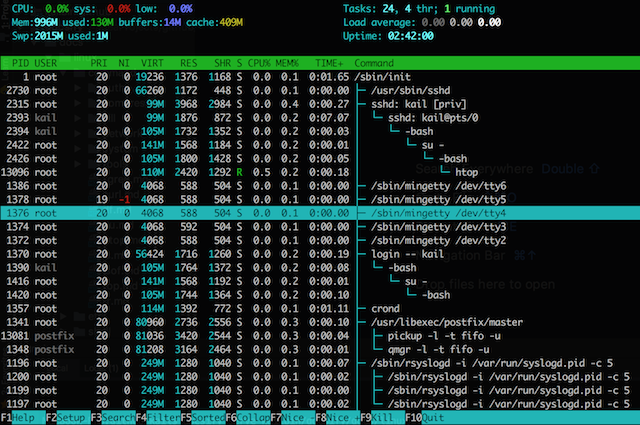 CPU: 0.0% sys: 0.0% low: 0.0% Tasks: 24, 4 thr; 1 running
Mem:996M used:130M buffers:14M cache:409M Load average: 0.00 0.00 0.00
Swp:2015M used:1M Uptime: 02:42:00
PID USER PRI NI VIRT RES SHR S CPU% MEM% TIME+ Command
1 root 20 0 19236 1376 1168 S 0.0 0.1 0:01.65 /sbin/init
2730 root 20 0 66260 1172 448 S 0.0 0.1 0:00.00 /usr/sbin/sshd
2315 root 20 0 99M 3968 2984 S 0.0 0.4 0:00.27 sshd: kail [priv]
2393 kail 20 0 99M 1876 872 S 0.0 0.2 0:07.07 sshd: kail@pts/0
2394 kail 20 0 105M 1732 1352 S 0.0 0.2 0:00.03 -bash
2422 root 20 0 141M 1568 1184 S 0.0 0.2 0:00.01 su -
2426 root 20 0 105M 1800 1428 S 0.0 0.2 0:00.05 -bash
13096 root 20 0 110M 2420 1292 R 0.5 0.2 0:00.18 htop
1386 root 20 0 4068 588 504 S 0.0 0.1 0:00.00 /sbin/mingetty /dev/tty6
1378 root 19 -1 4068 588 504 S 0.0 0.1 0:00.00 /sbin/mingetty /dev/tty5
1376 root 20 0 4068 588 504 S 0.0 0.1 0:00.00 /sbin/mingetty /dev/tty4
1374 root 20 0 4068 592 504 S 0.0 0.1 0:00.00 /sbin/mingetty /dev/tty3
1372 root 20 0 4068 588 504 S 0.0 0.1 0:00.00 /sbin/mingetty /dev/tty2
1370 root 20 0 56424 1716 1260 S 0.0 0.2 0:00.19 login -- kail
1390 kail 20 0 105M 1764 1372 S 0.0 0.2 0:00.08 -bash
1416 root 20 0 141M 1568 1192 S 0.0 0.2 0:00.01 su -
1420 root 20 0 105M 1744 1364 S 0.0 0.2 0:00.10 -bash
1357 root 20 0 114M 1392 772 S 0.0 0.1 0:01.11 crond
1341 root 20 0 80960 2736 2556 S 0.0 0.3 0:00.10 /usr/libexec/postfix/master
13081 postfix 20 0 81036 3420 2544 S 0.0 0.3 0:00.04 pickup -l -t fifo -u
1348 postfix 20 0 81208 3164 2464 S 0.0 0.3 0:00.01 qmgr -l -t fifo -u
1196 root 20 0 249M 1280 1040 S 0.0 0.1 0:00.07 /sbin/rsyslogd -i /var/run/syslogd.pid -c 5
1200 root 20 0 249M 1280 1040 S 0.0 0.1 0:00.00 /sbin/rsyslogd -i /var/run/syslogd.pid -c 5
1199 root 20 0 249M 1280 1040 S 0.0 0.1 0:00.00 /sbin/rsyslogd -i /var/run/syslogd.pid -c 5
1197 root 20 0 249M 1280 1040 S 0.0 0.1 0:00.02 /sbin/rsyslogd -i /var/run/syslogd.pid -c 5
F1Help F2Setup F3SearchF4FilterF5SortedF6CollapF7Nice -F8Nice +F9Kill F10Quit